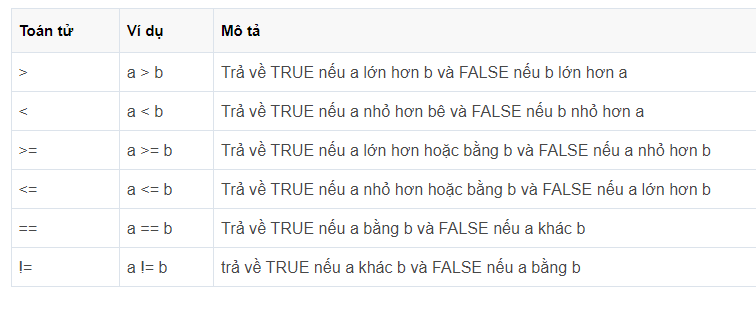 Toán tử Ví dụ Mô tả
> a > b Trả về TRUE nếu a lớn hơn b và FALSE nếu b lớn hơn a
< a < b Trả về TRUE nếu a nhỏ hơn bê và FALSE nếu b nhỏ hơn a
>= a >= b Trả về TRUE nếu a lớn hơn hoặc bằng b và FALSE nếu a nhỏ hơn b
<= a <= b Trả về TRUE nếu a nhỏ hơn hoặc bằng b và FALSE nếu a lớn hơn b
== a == b Trả về TRUE nếu a bằng b và FALSE nếu a khác b
!= a != b trả về TRUE nếu a khác b và FALSE nếu a bằng b